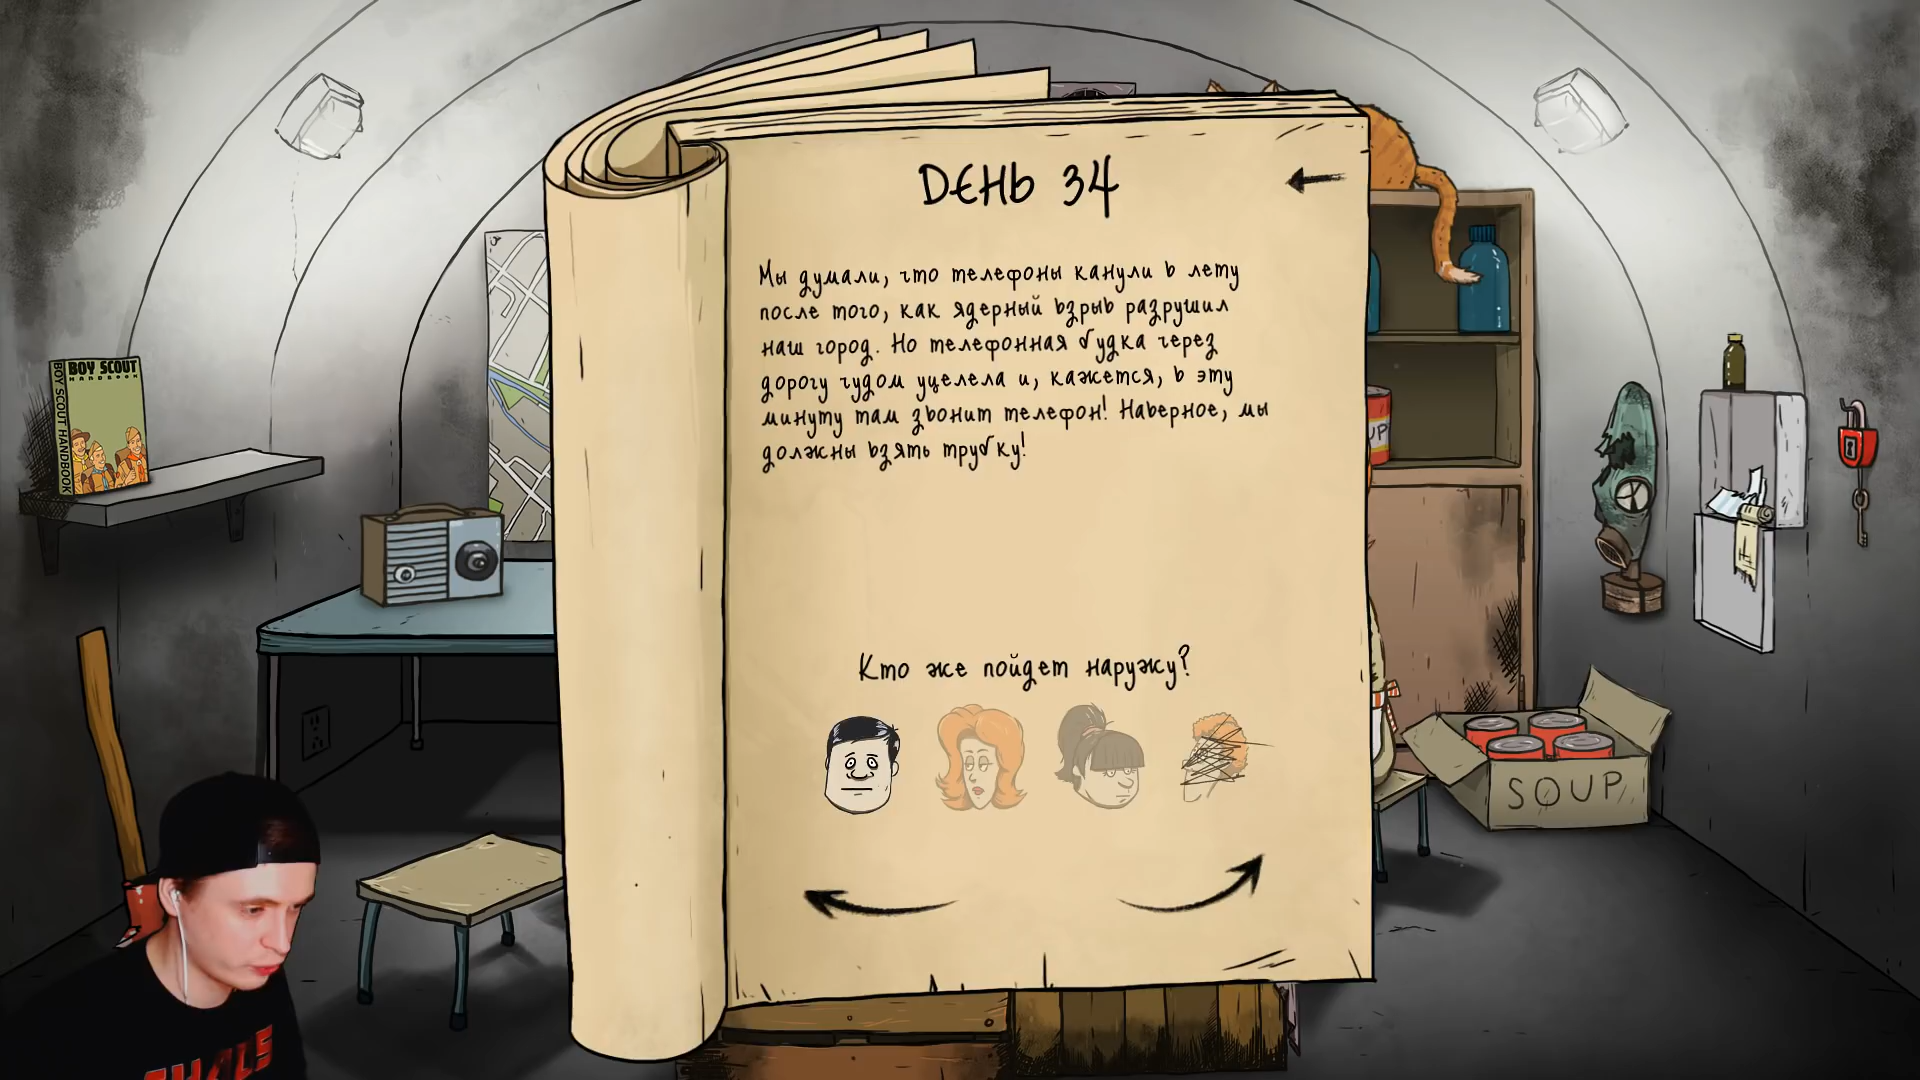 ДЕНЬ 34
Мы думали, что телефоны канули в лету
после того, как ядерный взрыв разрушил
наш город. Но телефонная будка через
дорогу чудом уцелела и, кажется, в эту
минуту там звонит телефон! Наверное, мы
должны взять трубку!
Кто же пойдет наружу?
BOY SCOUT
HANDBOOK
BOY SCOUT HANDBOOK
SOUP